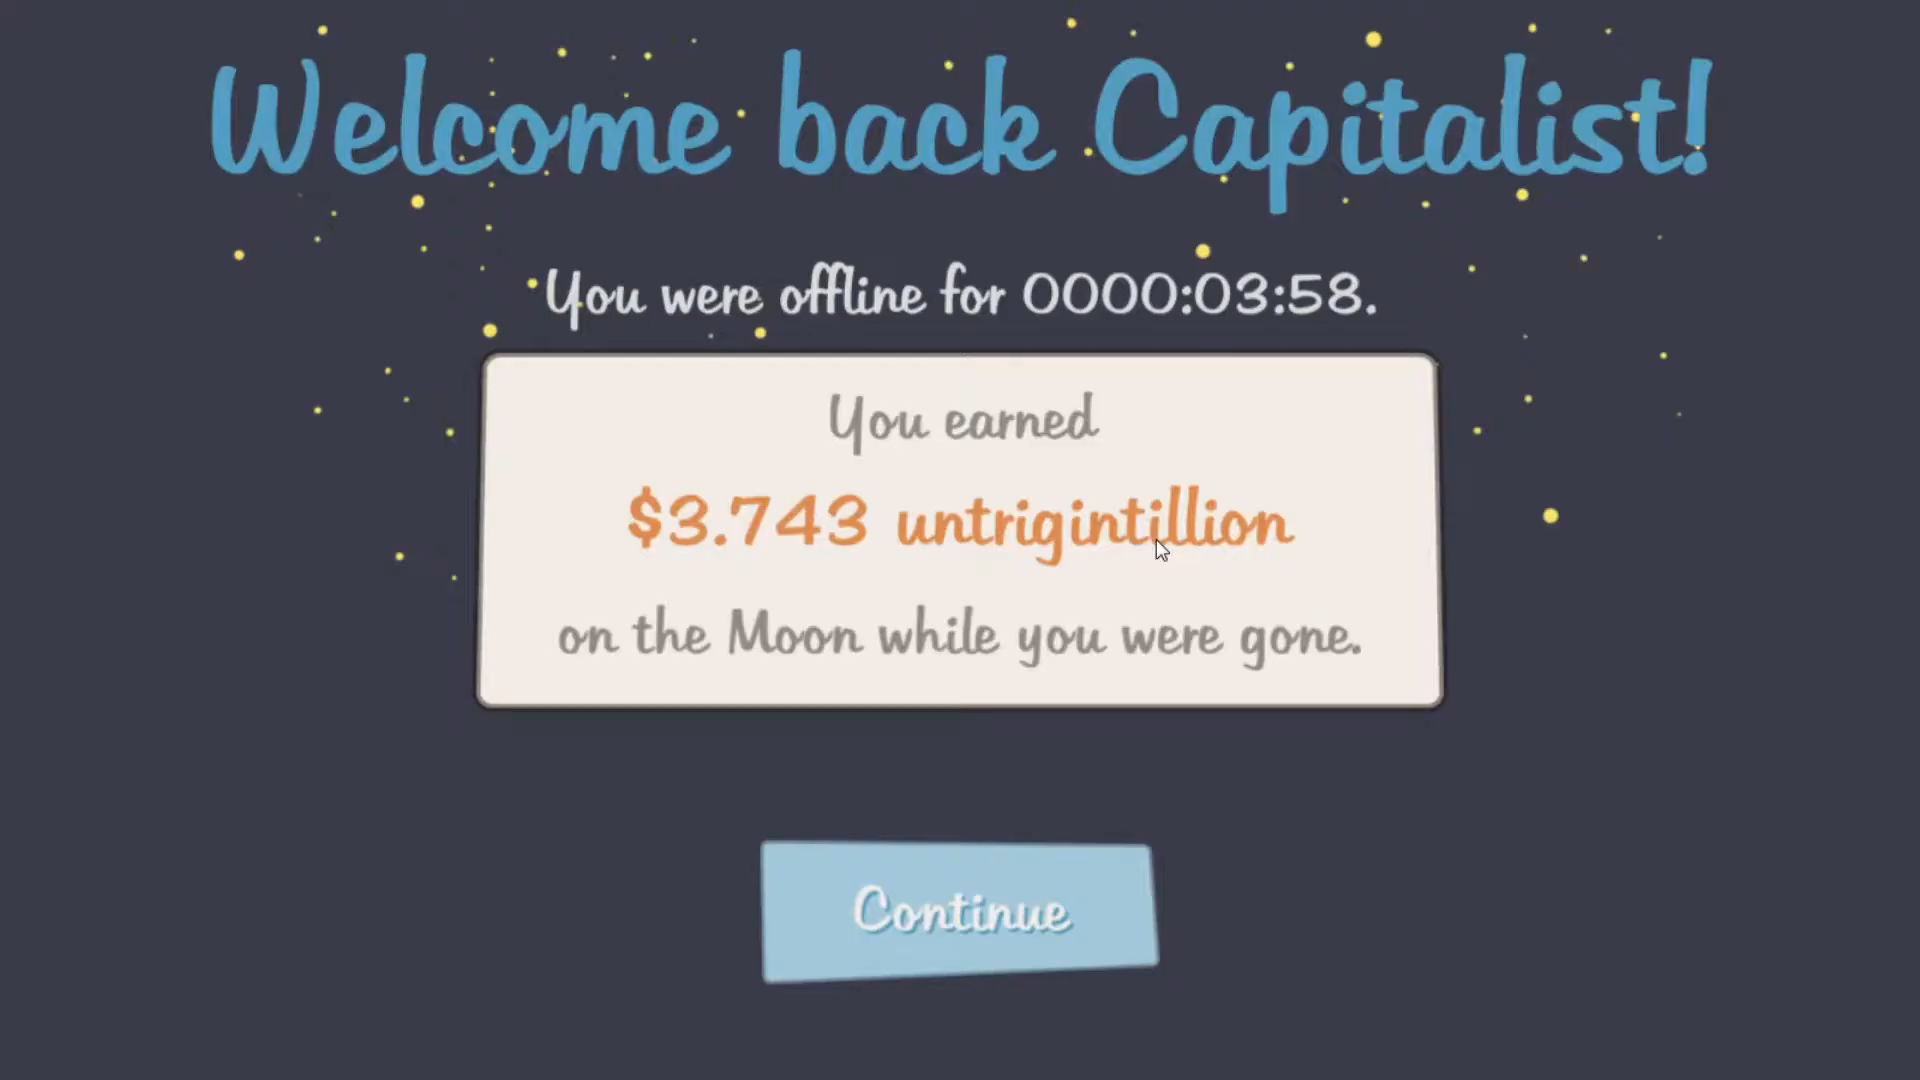 Welcome back Capitalist!
You were offline for 0000:03:58.
You earned
$3.743 untrigintillion
on the Moon while you were gone.
Continue